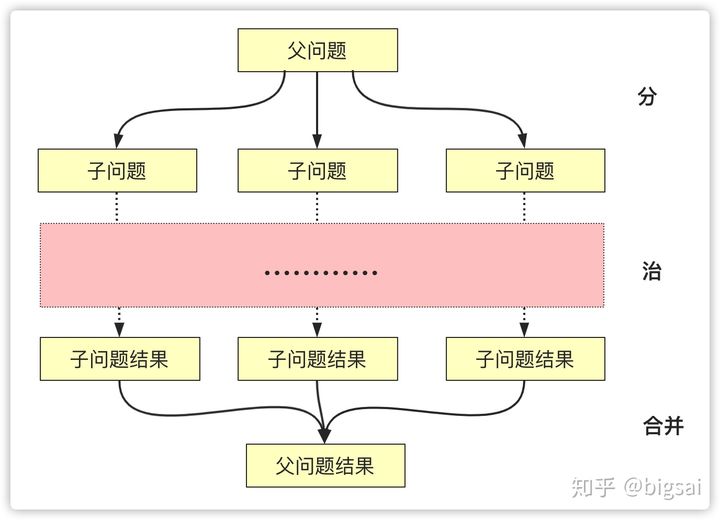 父问题
分
子问题 子问题 子问题
…………
治
子问题结果 子问题结果 子问题结果
合并
父问题结果
知乎 @bigsai